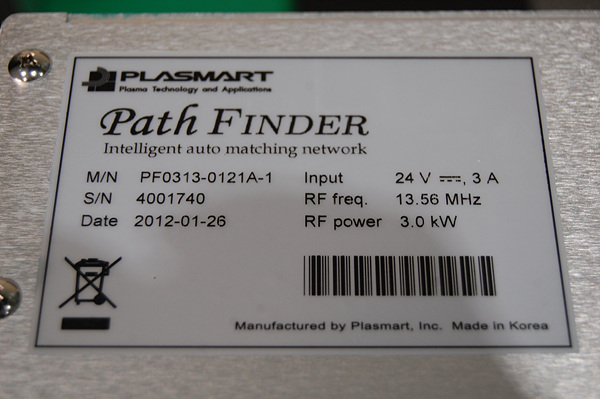 PLASMART
Plasma Technology and Applications
Path FINDER
Intelligent auto matching network
M/N PF0313-0121A-1 Input 24 V ⎓, 3 A
S/N 4001740 RF freq. 13.56 MHz
Date 2012-01-26 RF power 3.0 kW
Manufactured by Plasmart, Inc. Made in Korea